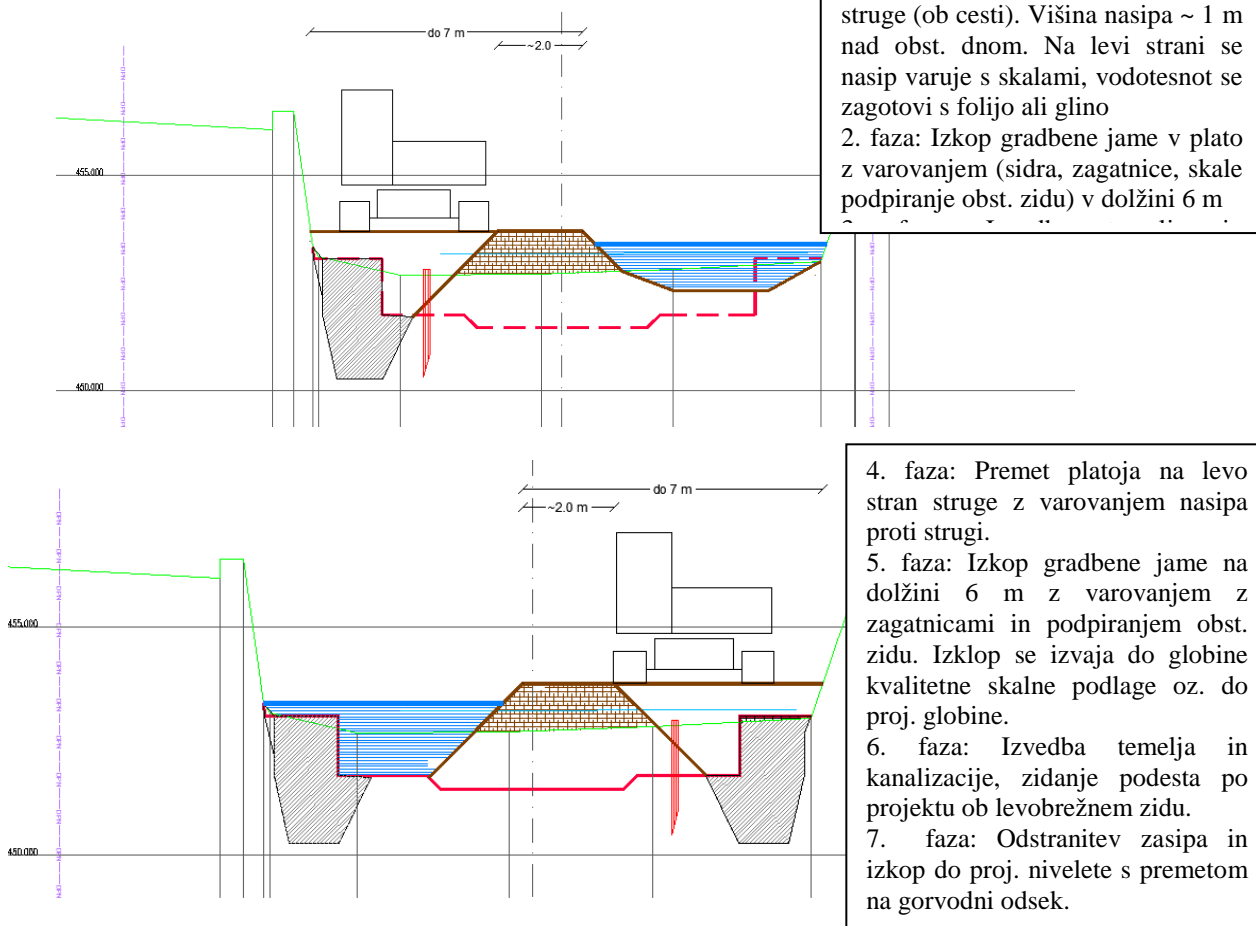 struge (ob cesti). Višina nasipa ~ 1 m
nad obst. dnom. Na levi strani se
nasip varuje s skalami, vodotesnot se
zagotovi s folijo ali glino
2. faza: Izkop gradbene jame v plato
z varovanjem (sidra, zagatnice, skale
podpiranje obst. zidu) v dolžini 6 m
do 7 m
~2.0
455.000
450.000
do 7 m
~2.0 m
455.000
450.000
4. faza: Premet platoja na levo
stran struge z varovanjem nasipa
proti strugi.
5. faza: Izkop gradbene jame na
dolžini 6 m z varovanjem z
zagatnicami in podpiranjem obst.
zidu. Izklop se izvaja do globine
kvalitetne skalne podlage oz. do
proj. globine.
6. faza: Izvedba temelja in
kanalizacije, zidanje podesta po
projektu ob levobrežnem zidu.
7. faza: Odstranitev zasipa in
izkop do proj. nivelete s premetom
na gorvodni odsek.